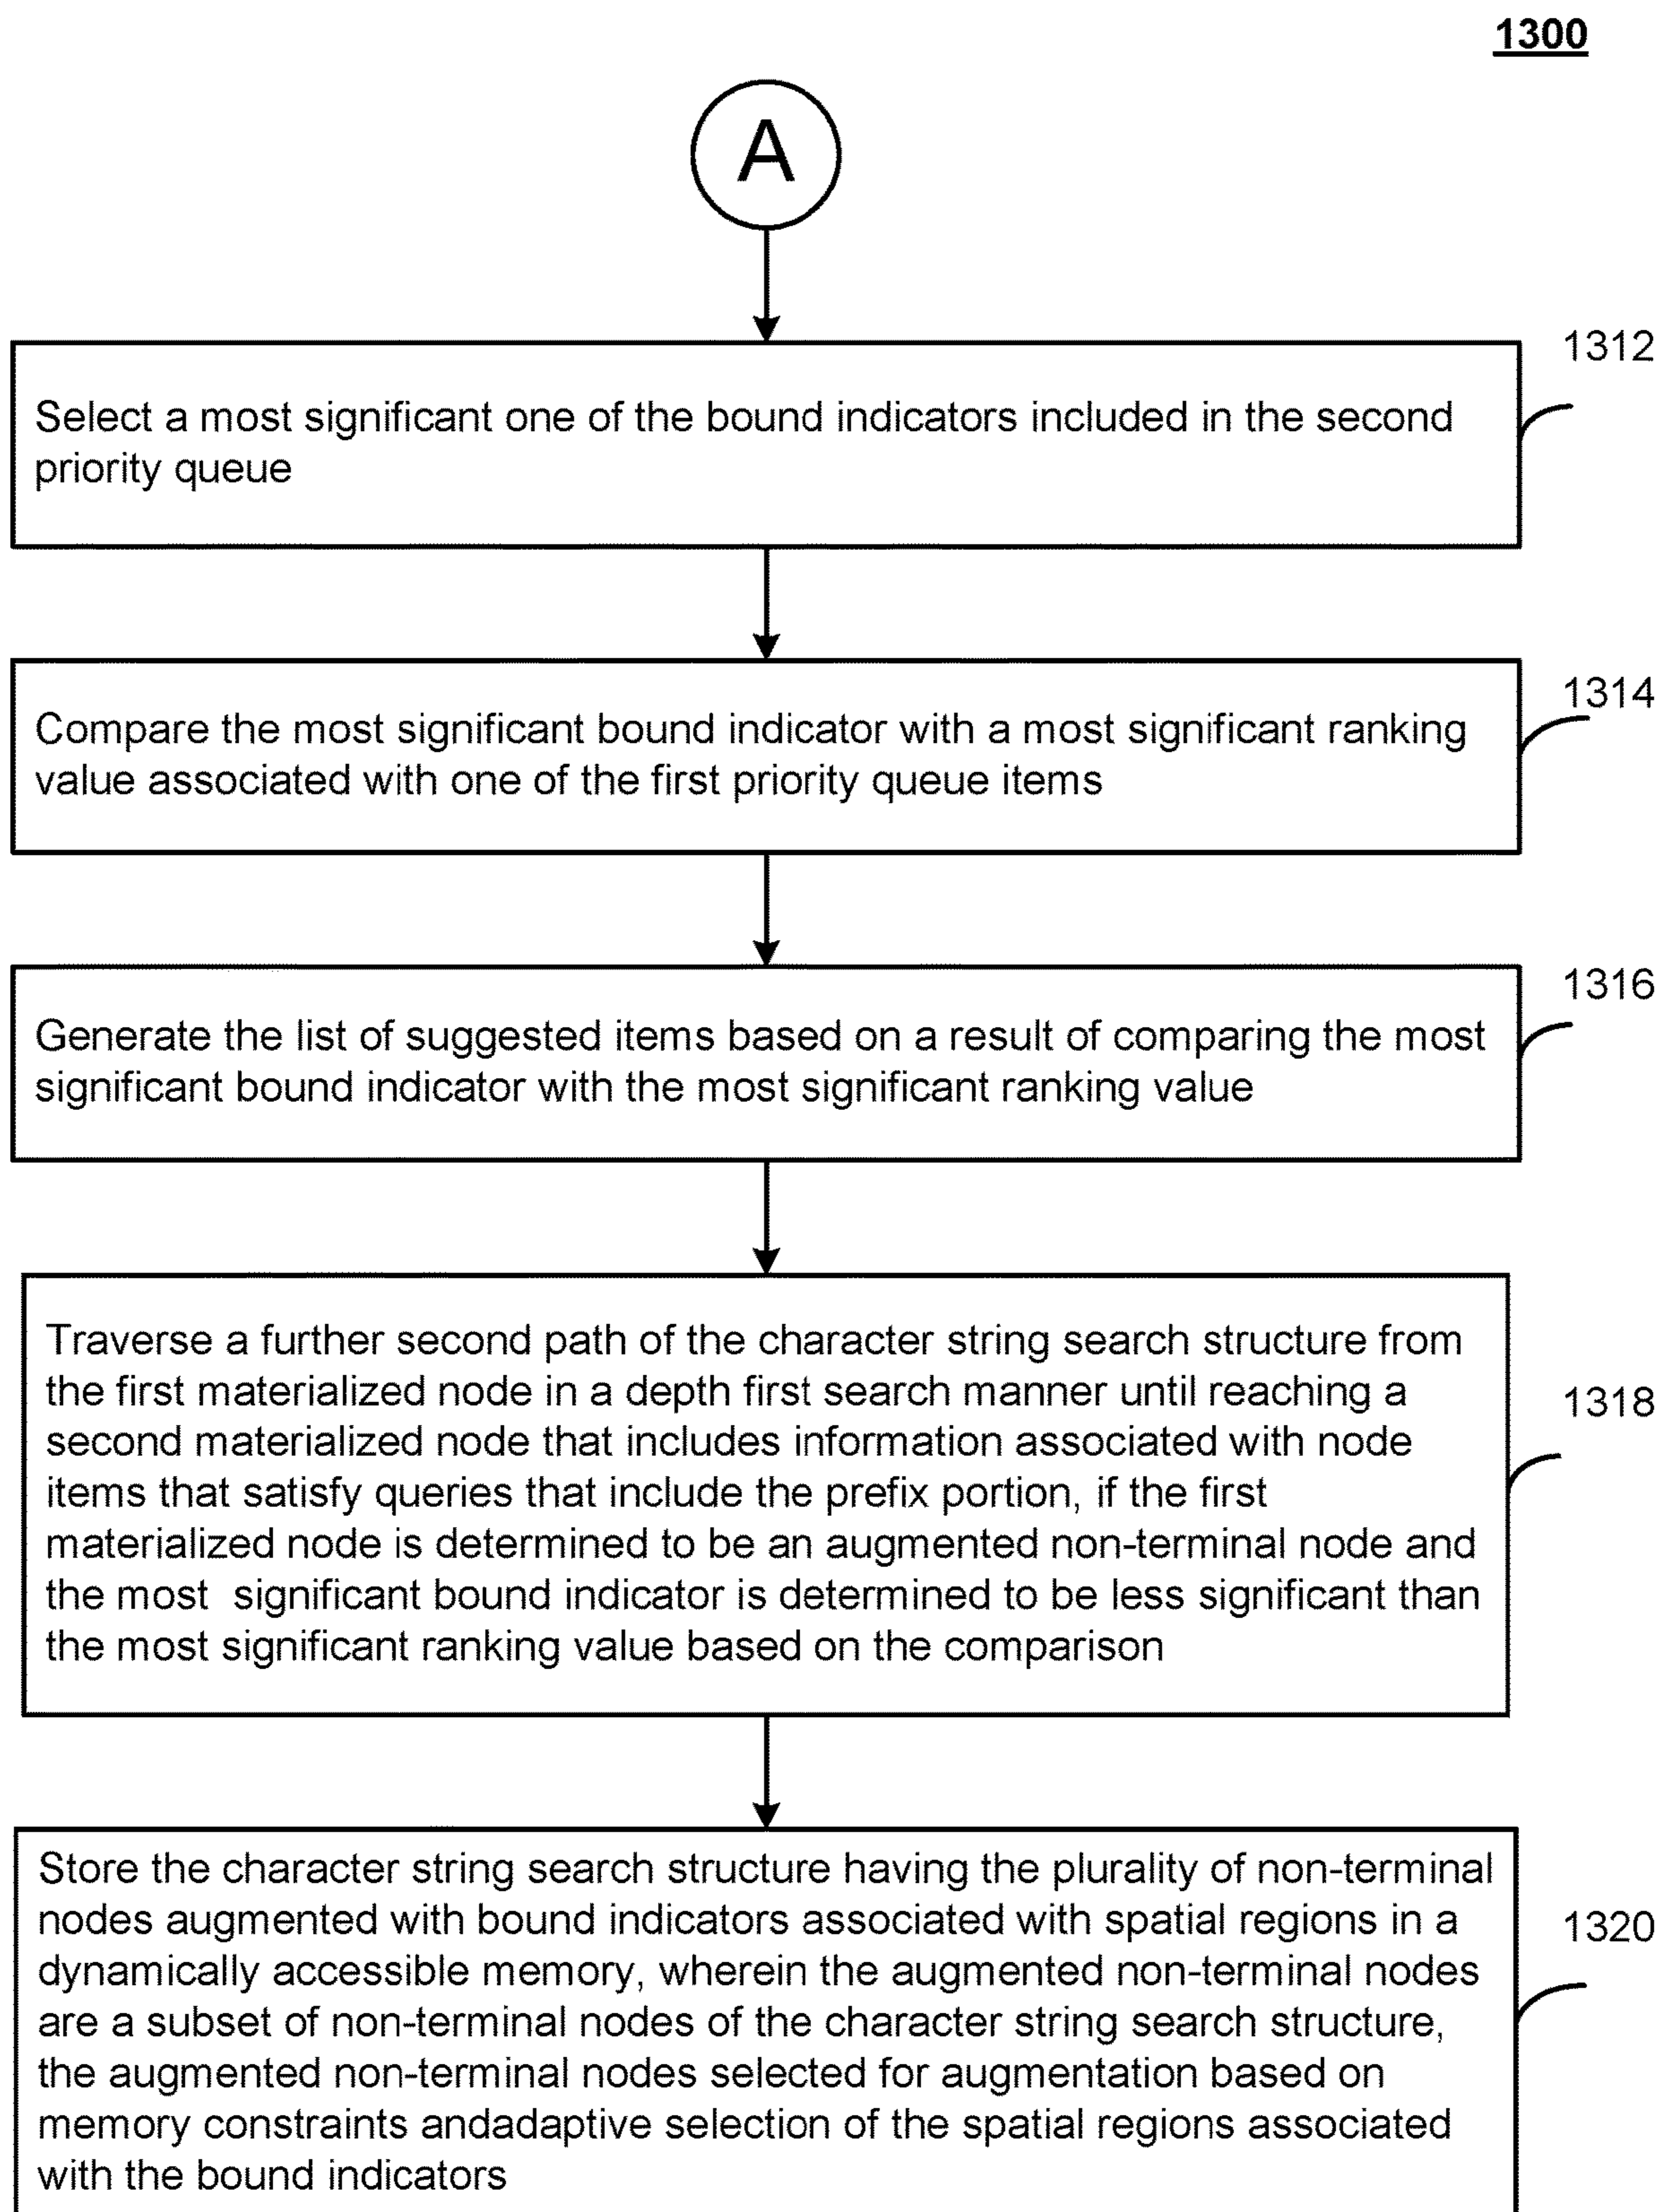 1300
A
1312
Select a most significant one of the bound indicators included in the second
priority queue
1314
Compare the most significant bound indicator with a most significant ranking
value associated with one of the first priority queue items
1316
Generate the list of suggested items based on a result of comparing the most
significant bound indicator with the most significant ranking value
1318
Traverse a further second path of the character string search structure from
the first materialized node in a depth first search manner until reaching a
second materialized node that includes information associated with node
items that satisfy queries that include the prefix portion, if the first
materialized node is determined to be an augmented non-terminal node and
the most  significant bound indicator is determined to be less significant than
the most significant ranking value based on the comparison
1320
Store the character string search structure having the plurality of non-terminal
nodes augmented with bound indicators associated with spatial regions in a
dynamically accessible memory, wherein the augmented non-terminal nodes
are a subset of non-terminal nodes of the character string search structure,
the augmented non-terminal nodes selected for augmentation based on
memory constraints andadaptive selection of the spatial regions associated
with the bound indicators